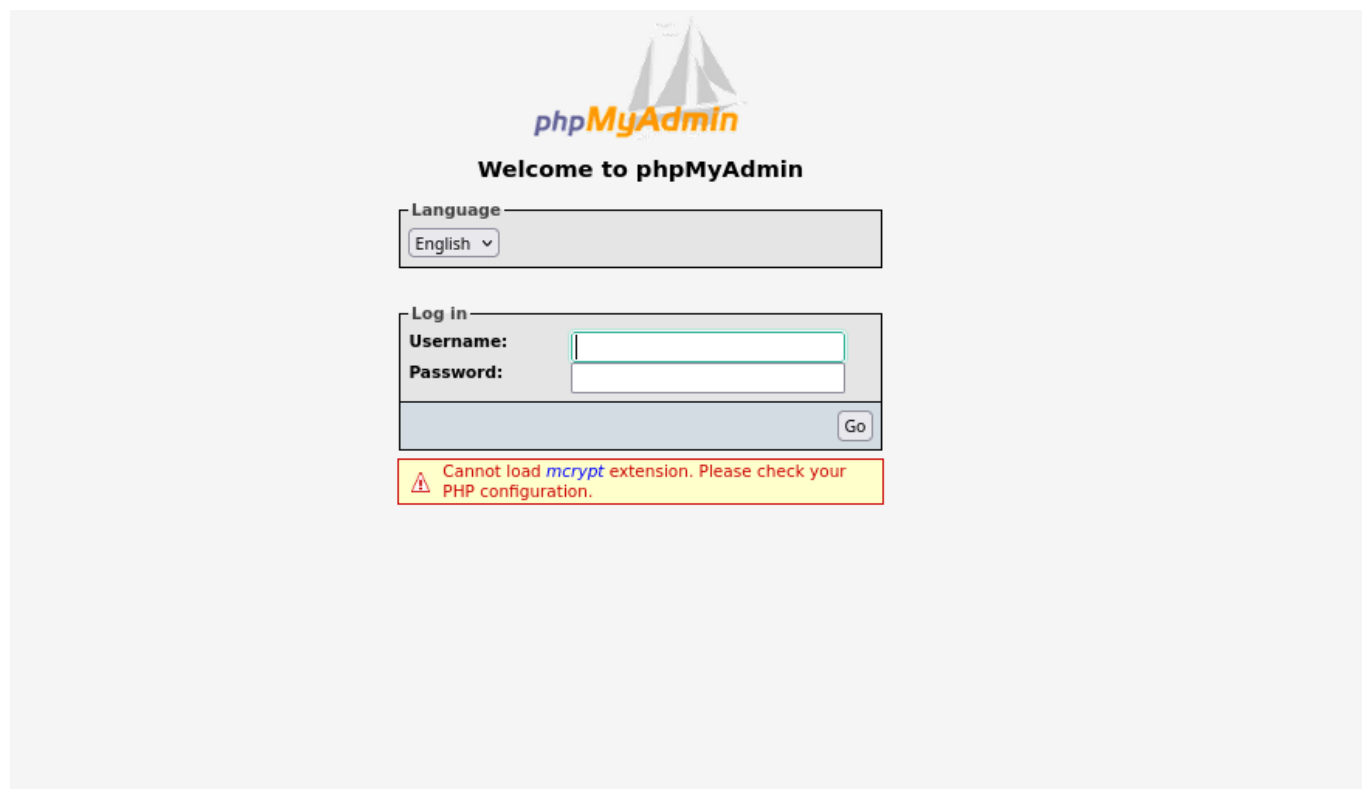 phpMyAdmin
Welcome to phpMyAdmin
Language
English
Log in
Username:
Password:
Go
Cannot load mcrypt extension. Please check your
PHP configuration.